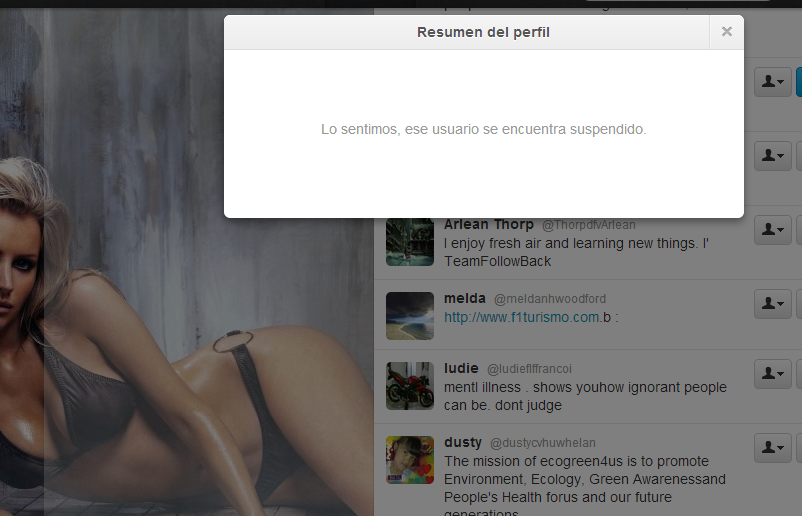 Resumen del perfil
Lo sentimos, ese usuario se encuentra suspendido.
Arlean Thorp @ThorpdfvArlean
I enjoy fresh air and learning new things. I'
TeamFollowBack
melda @meldanhwoodford
http://www.f1turismo.com.b :
ludie @ludieflffrancoi
mentl illness . shows youhow ignorant people
can be. dont judge
dusty @dustycvhuwhelan
The mission of ecogreen4us is to promote
Environment, Ecology, Green Awarenessand
People's Health forus and our future
generations